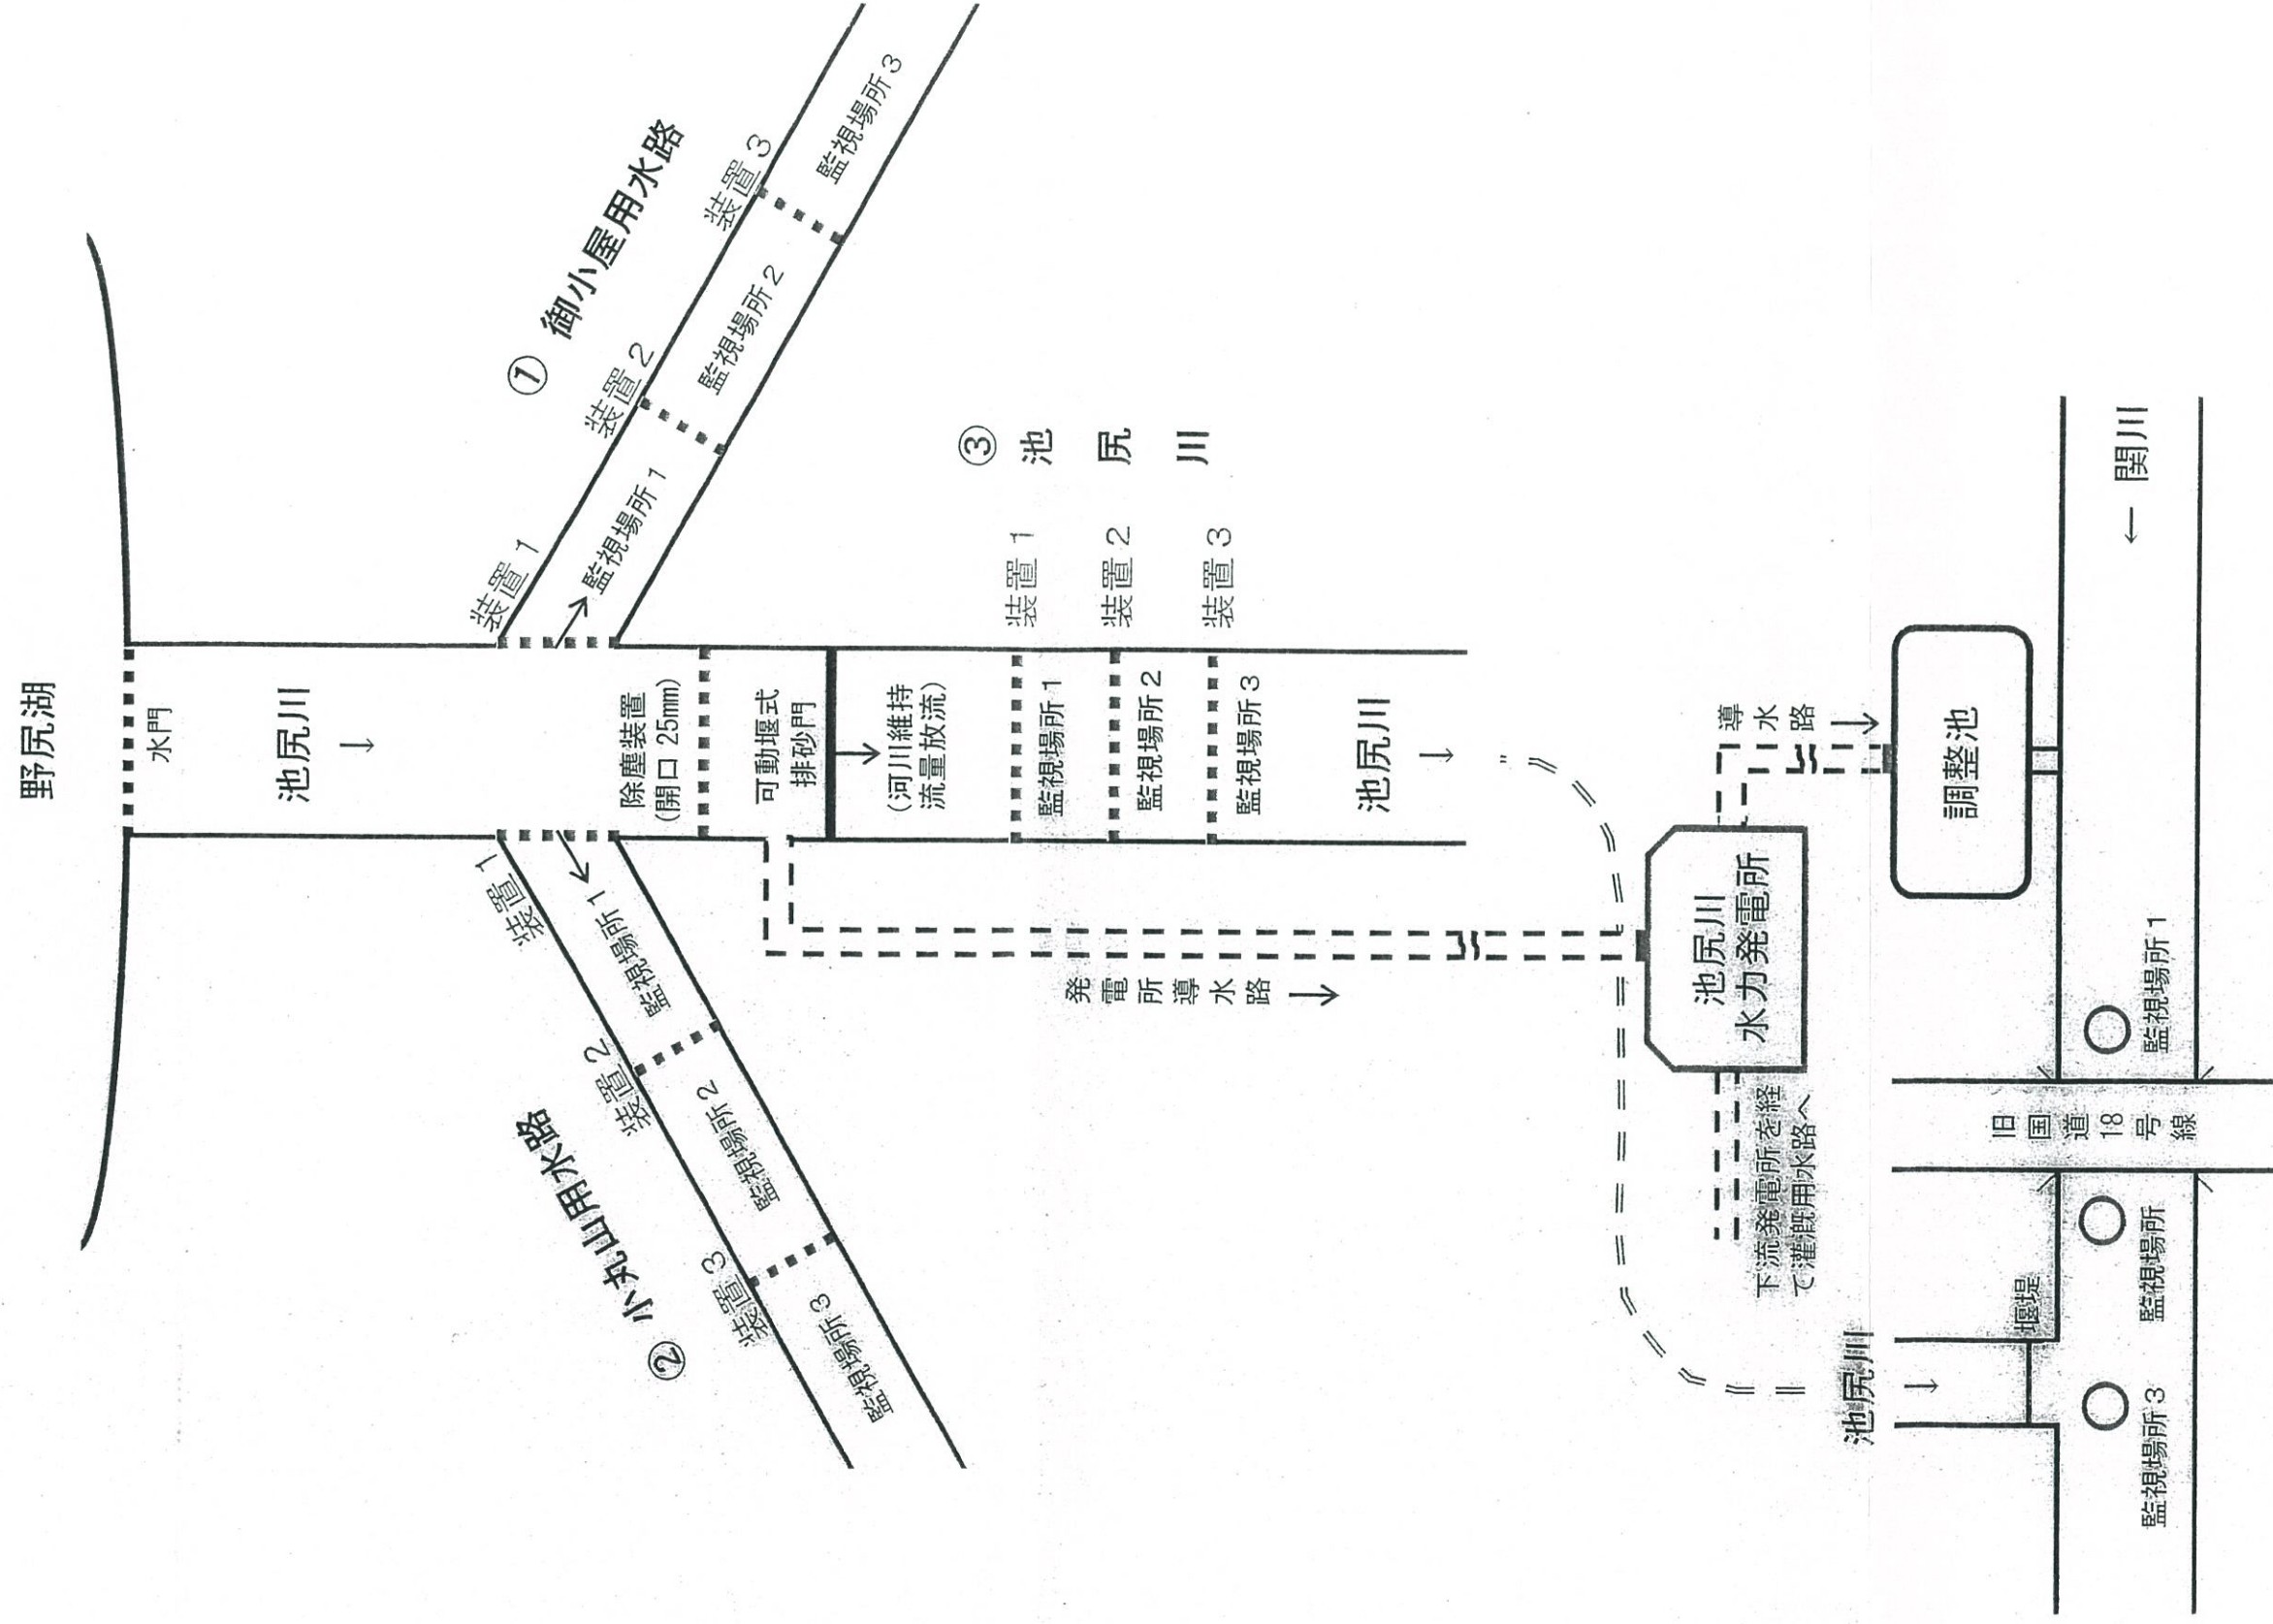 野尻湖
水門
池尻川
↓
① 御小屋用水路
装置1
監視場所1
装置2
監視場所2
装置3
監視場所3
② 小丸山用水路
装置1
監視場所1
装置2
監視場所2
装置3
監視場所3
除塵装置
(開口 25mm)
可動堰式
排砂門
(河川維持
流量放流)
③ 池尻川
装置1
監視場所1
装置2
監視場所2
装置3
監視場所3
池尻川
↓
発電所導水路
↓
池尻川
水力発電所
導水路
↓
調整池
下流発電所を経
て灌漑用水路へ
池尻川
↓
堰堤
旧国道18号線
← 関川
監視場所1
監視場所
監視場所3